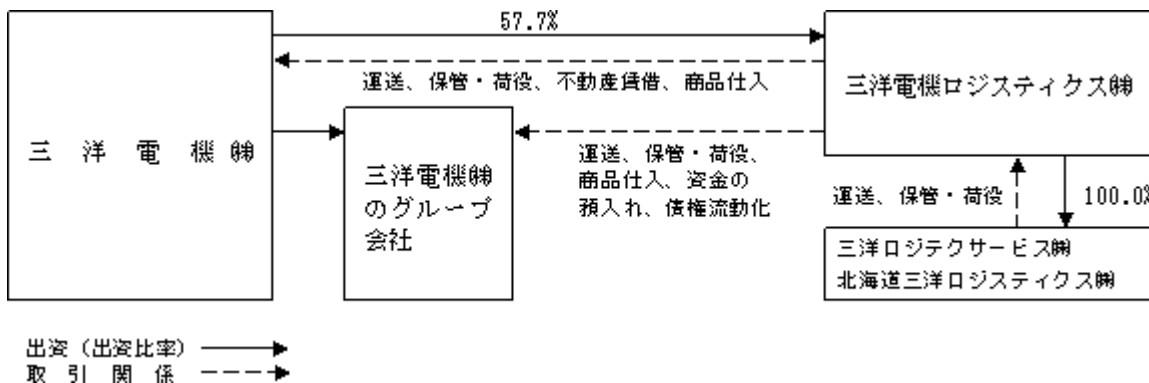 57.7%
運送、保管・荷役、不動産賃借、商品仕入
三洋電機㈱
三洋電機ロジスティクス㈱
三洋電機㈱
のグループ
会社
運送、保管・荷役、
商品仕入、資金の
預入れ、債権流動化
運送、保管・荷役
100.0%
三洋ロジテクサービス㈱
北海道三洋ロジスティクス㈱
出資（出資比率）
取引関係